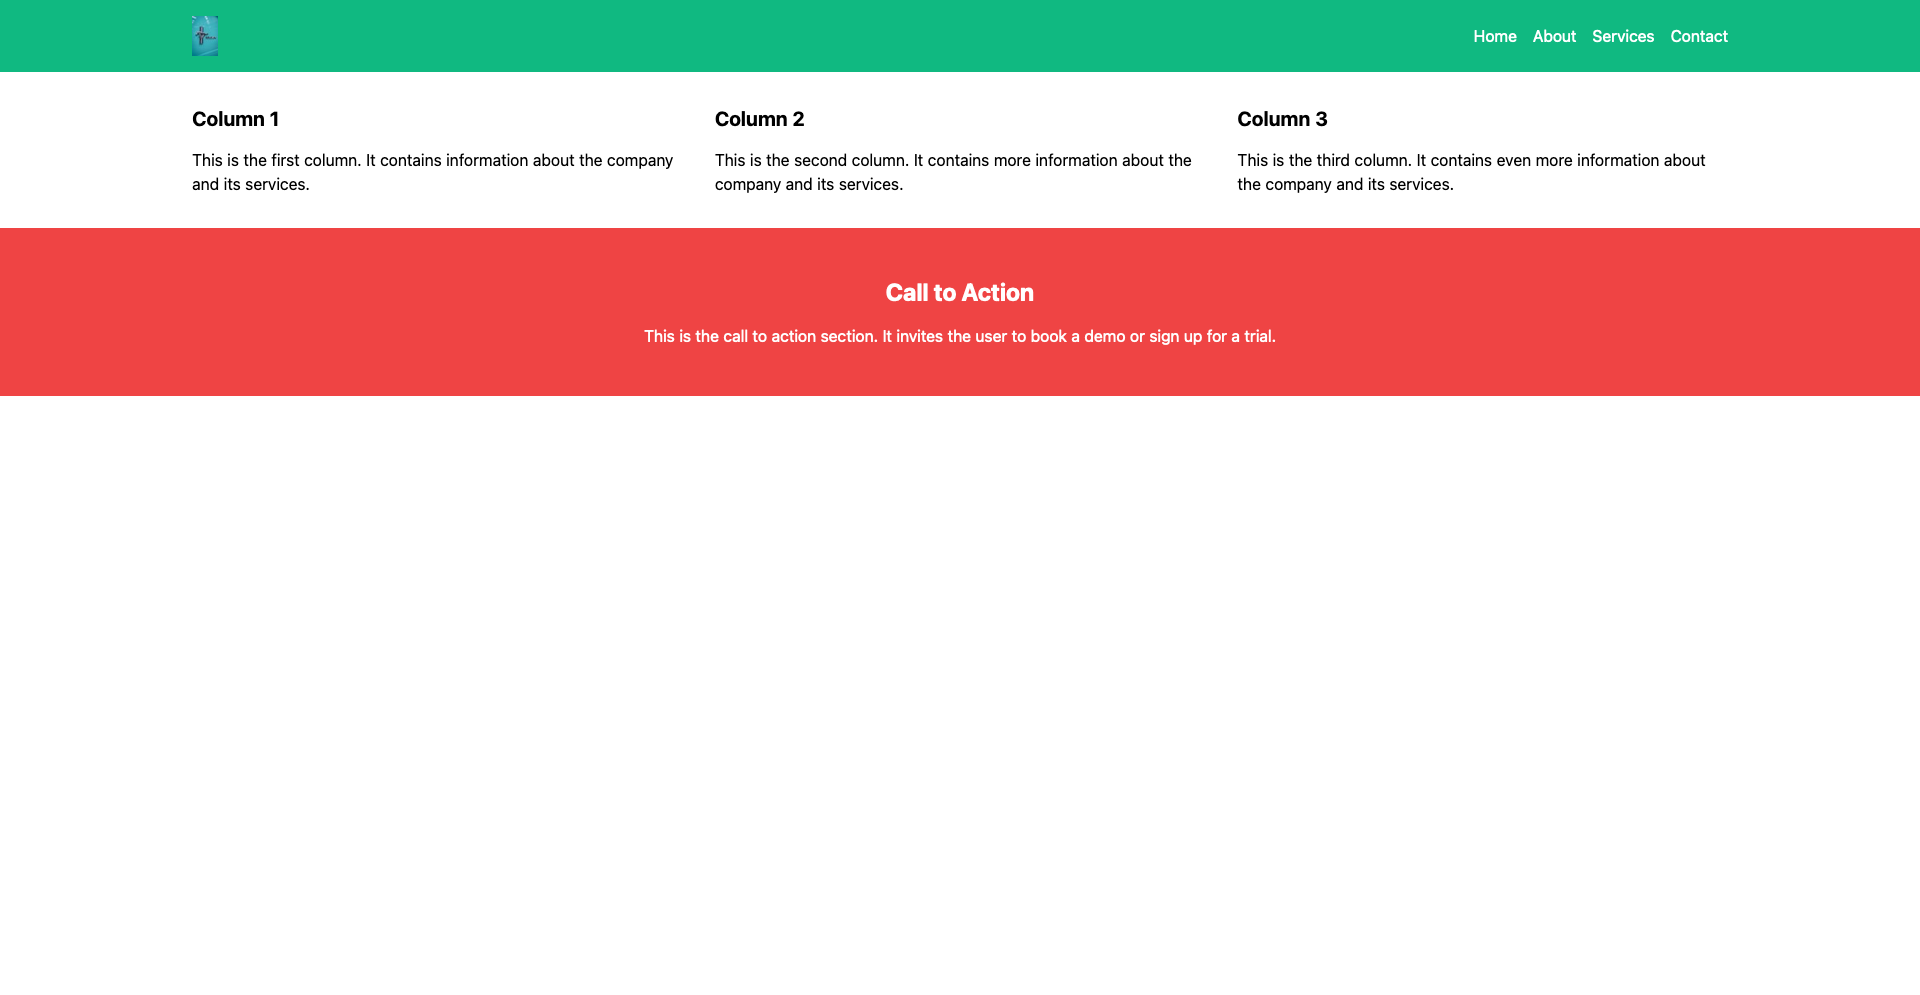 Home About Services Contact
Column 1
This is the first column. It contains information about the company
and its services.
Column 2
This is the second column. It contains more information about the
company and its services.
Column 3
This is the third column. It contains even more information about
the company and its services.
Call to Action
This is the call to action section. It invites the user to book a demo or sign up for a trial.